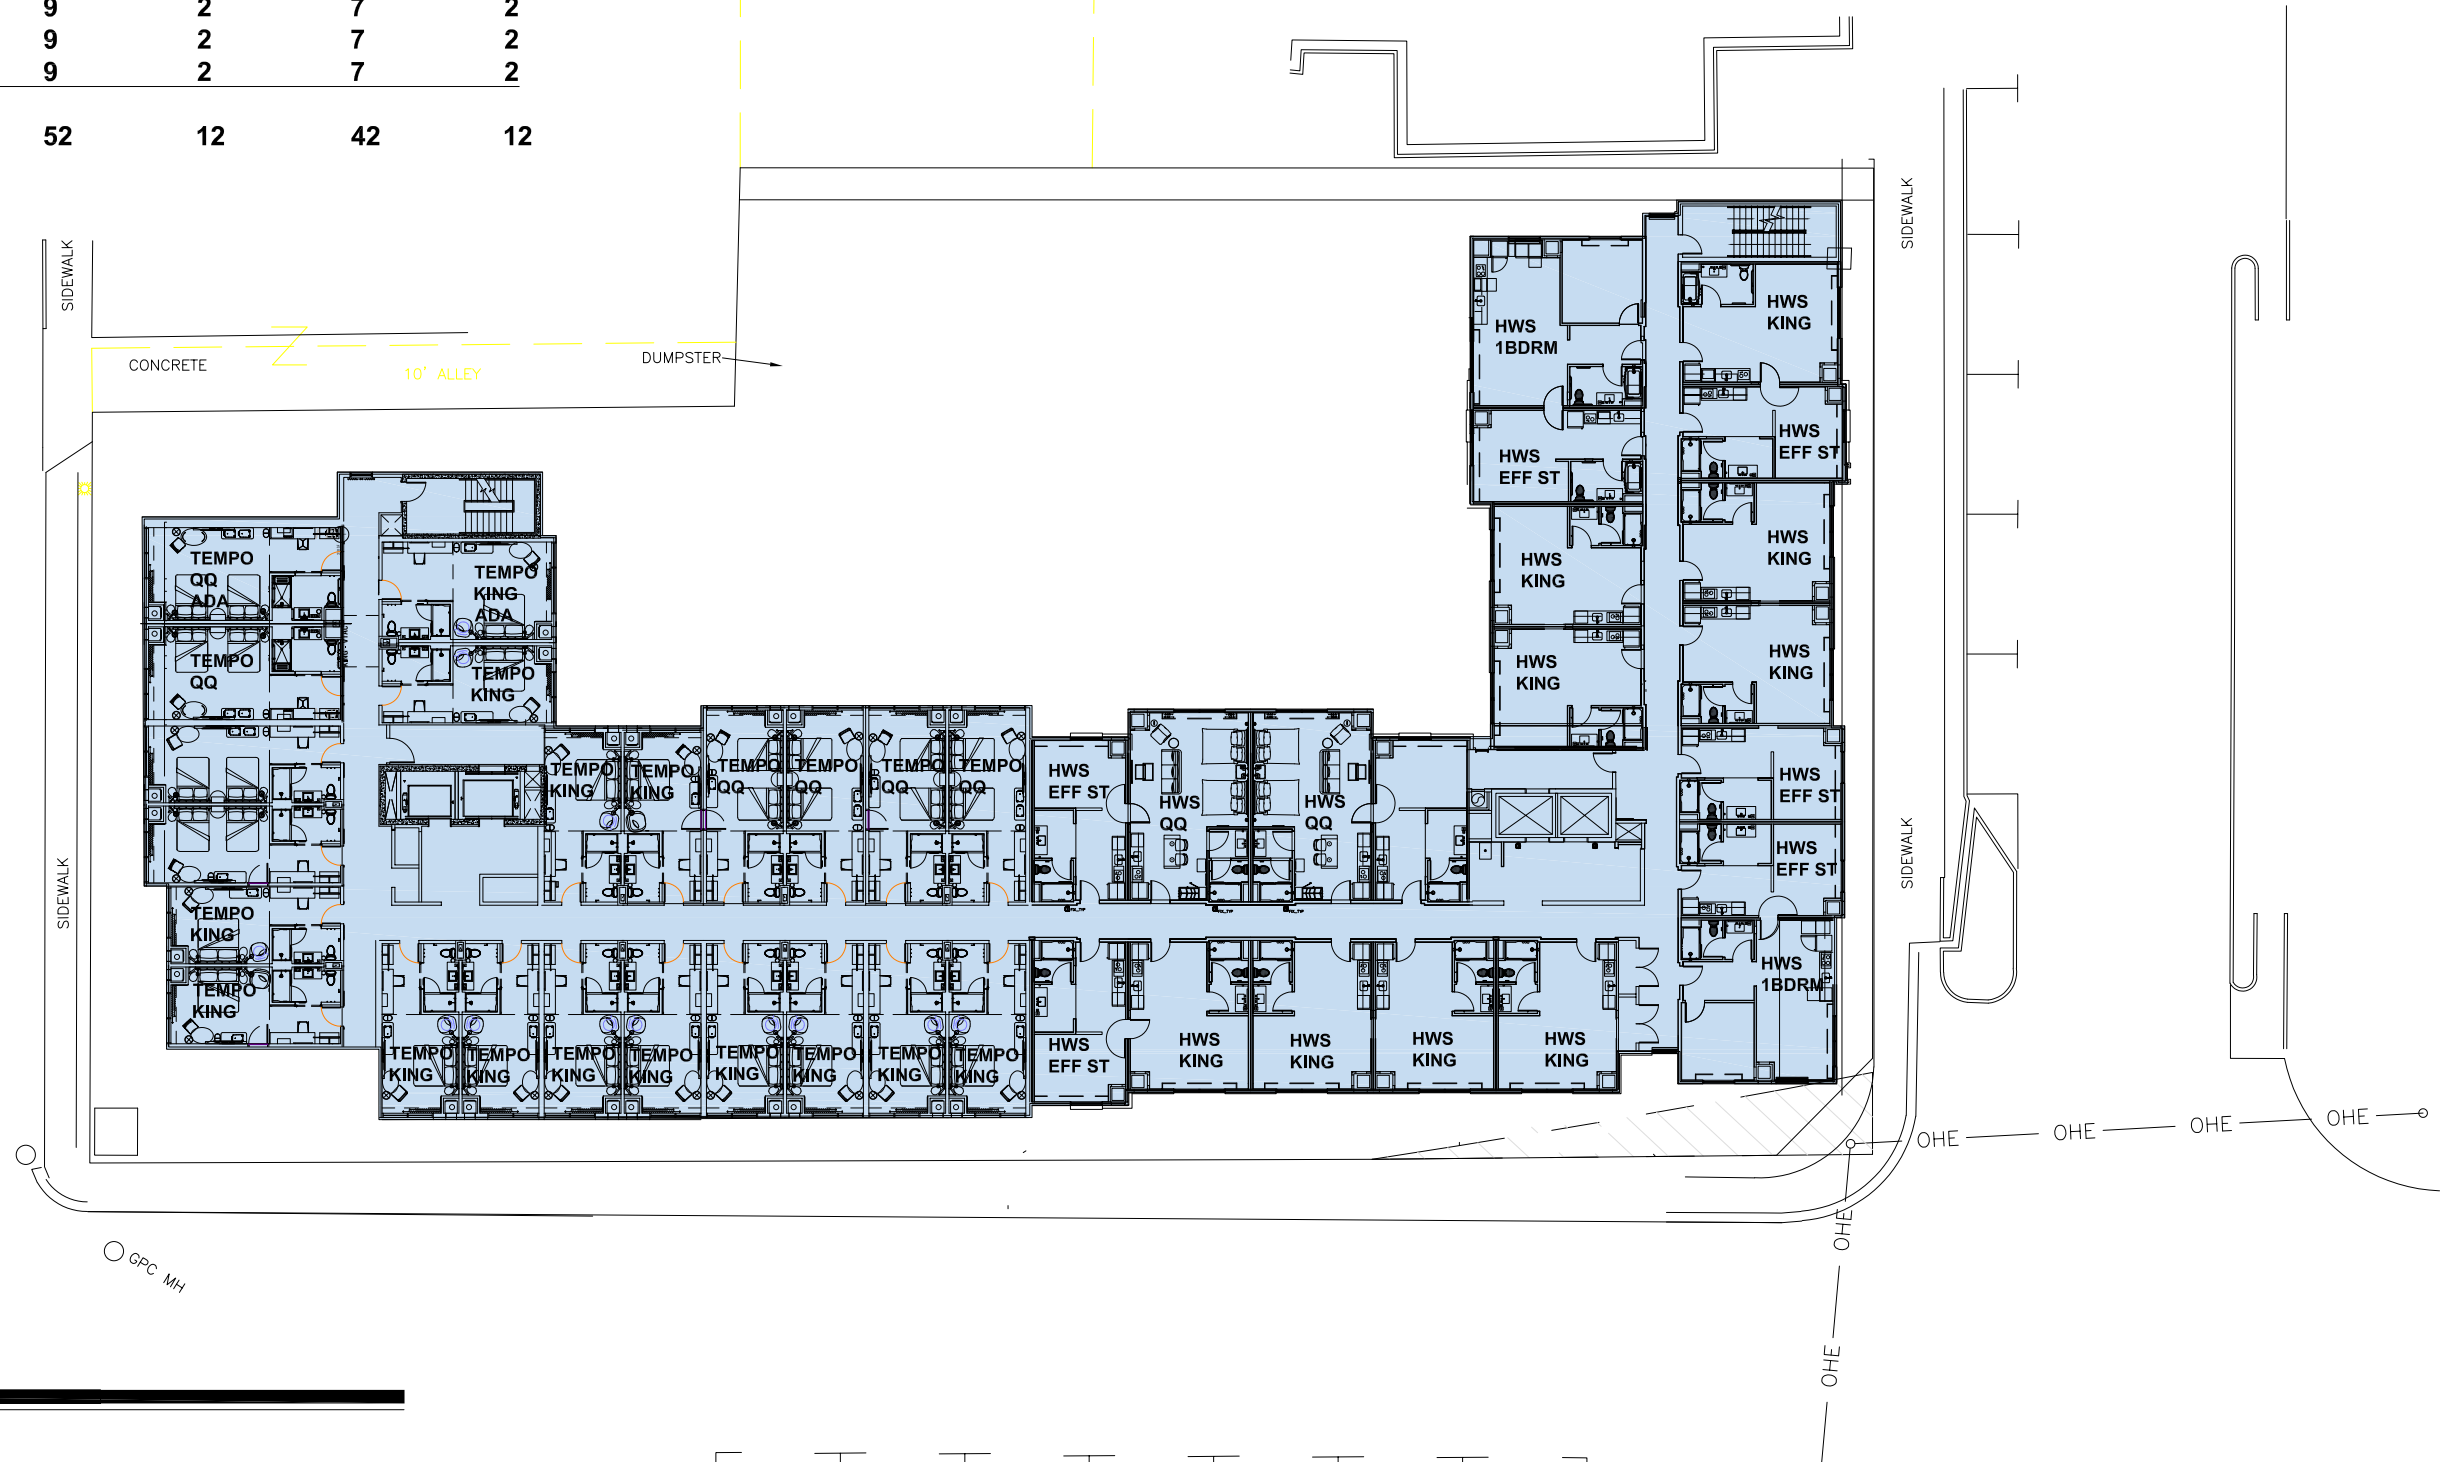 9 2 7 2
9 2 7 2
9 2 7 2
52 12 42 12
SIDEWALK
SIDEWALK
CONCRETE
10' ALLEY
DUMPSTER
HWS
1BDRM
HWS
KING
HWS
EFF ST
HWS
EFF ST
HWS
KING
HWS
KING
HWS
KING
HWS
KING
TEMPO
QQ
ADA
TEMPO
KING
ADA
TEMPO
QQ
TEMPO
KING
TEMPO
KING
TEMPO
KING
TEMPO
QQ
TEMPO
QQ
TEMPO
QQ
TEMPO
QQ
HWS
EFF ST
HWS
QQ
HWS
QQ
HWS
EFF ST
HWS
EFF ST
SIDEWALK
SIDEWALK
TEMPO
KING
TEMPO
KING
HWS
1BDRM
TEMPO
KING
TEMPO
KING
TEMPO
KING
TEMPO
KING
TEMPO
KING
TEMPO
KING
TEMPO
KING
TEMPO
KING
HWS
EFF ST
HWS
KING
HWS
KING
HWS
KING
HWS
KING
OHE OHE OHE OHE
OHE
OHE
GPC MH